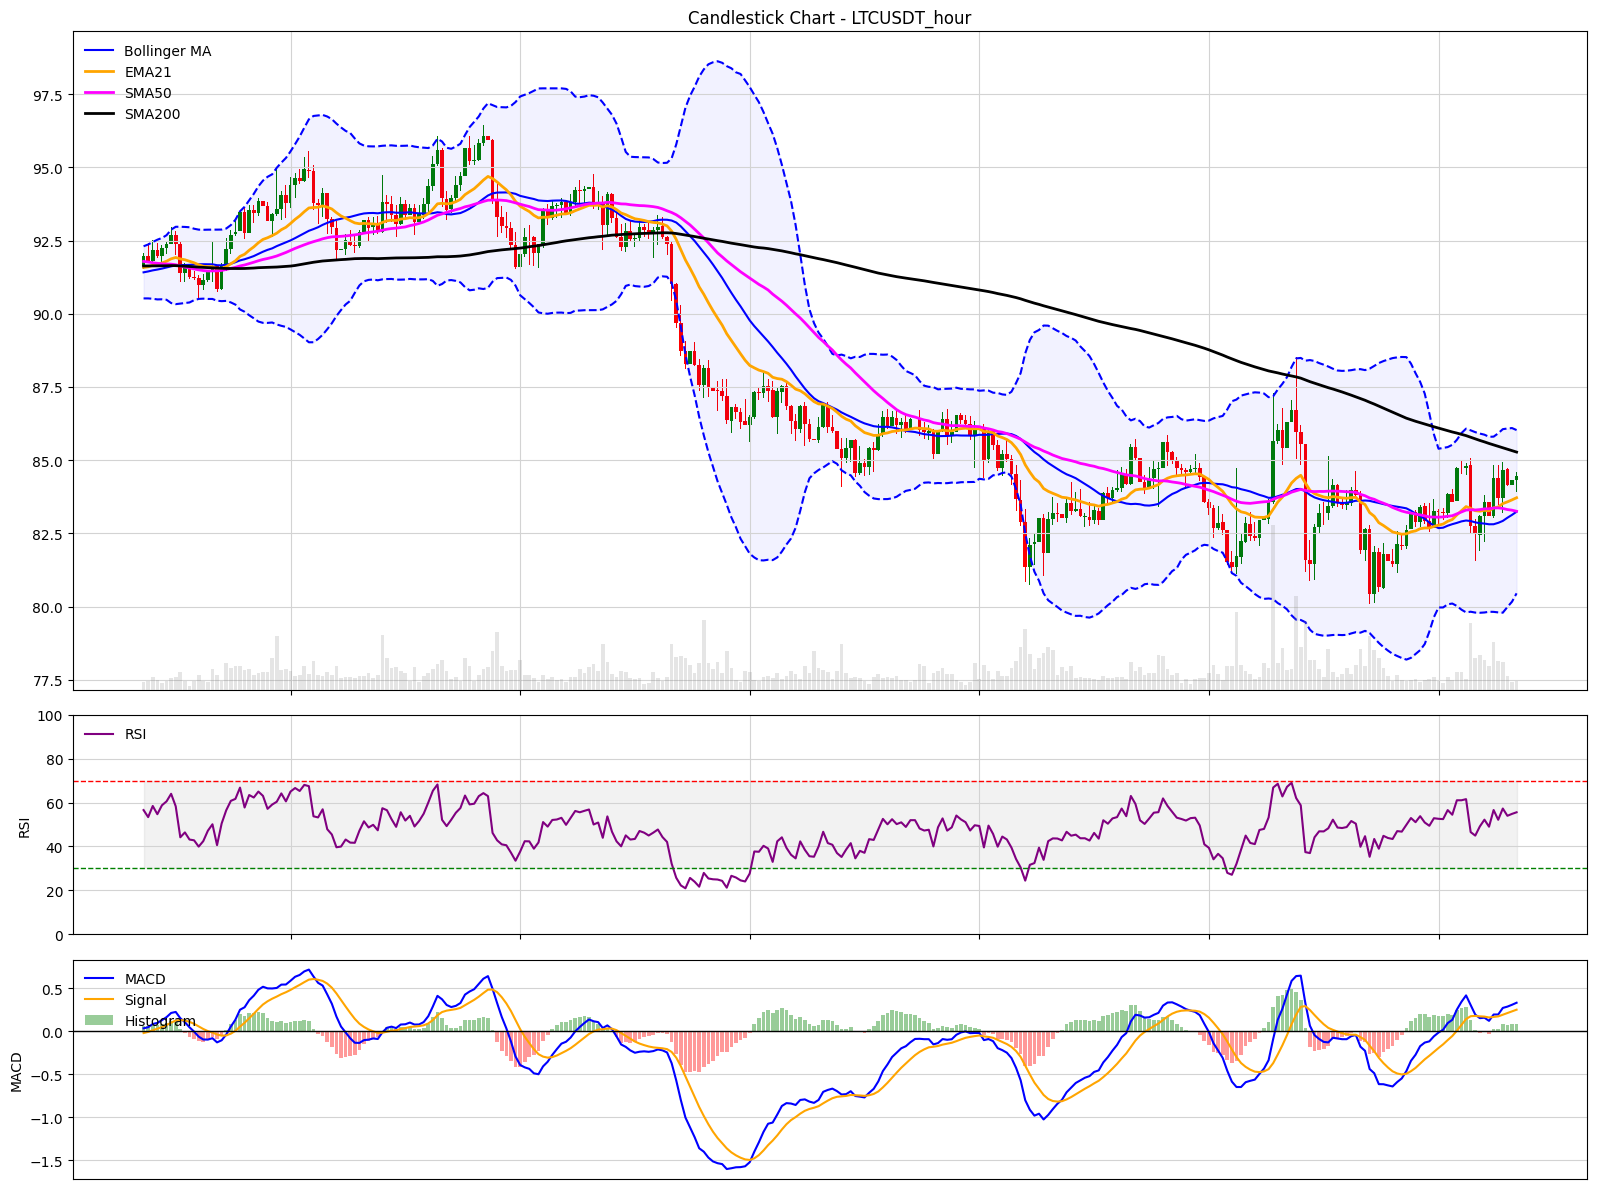 Candlestick Chart - LTCUSDT_hour
Bollinger MA
EMA21
SMA50
SMA200
97.5
95.0
92.5
90.0
87.5
85.0
82.5
80.0
77.5
RSI
100
80
60
40
20
0
RSI
MACD
Signal
Histogram
0.5
0.0
−0.5
−1.0
−1.5
MACD